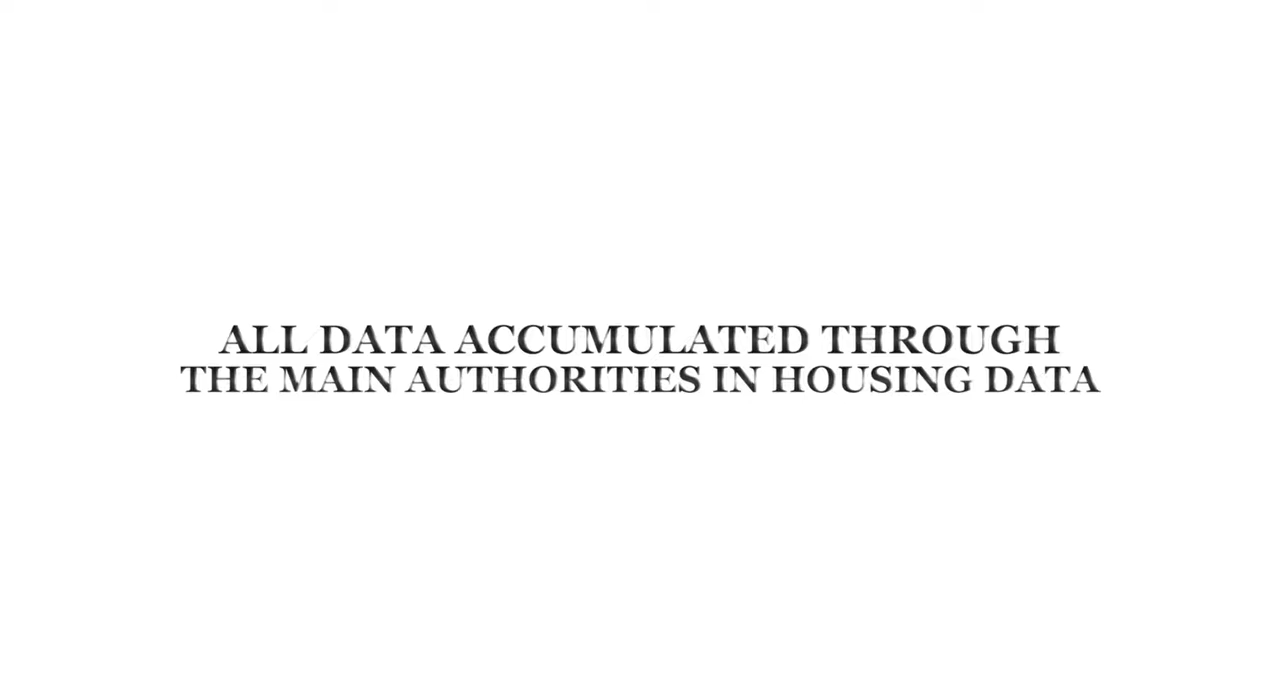 ALL DATA ACCUMULATED THROUGH
THE MAIN AUTHORITIES IN HOUSING DATA